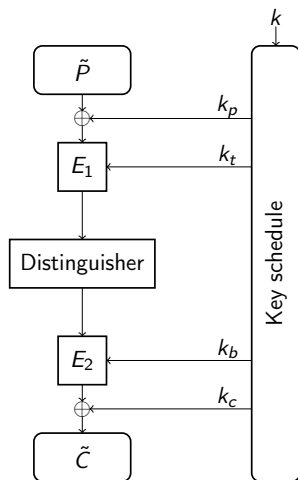 k
P̃
k_p
E_1
k_t
Distinguisher
Key schedule
E_2
k_b
k_c
C̃